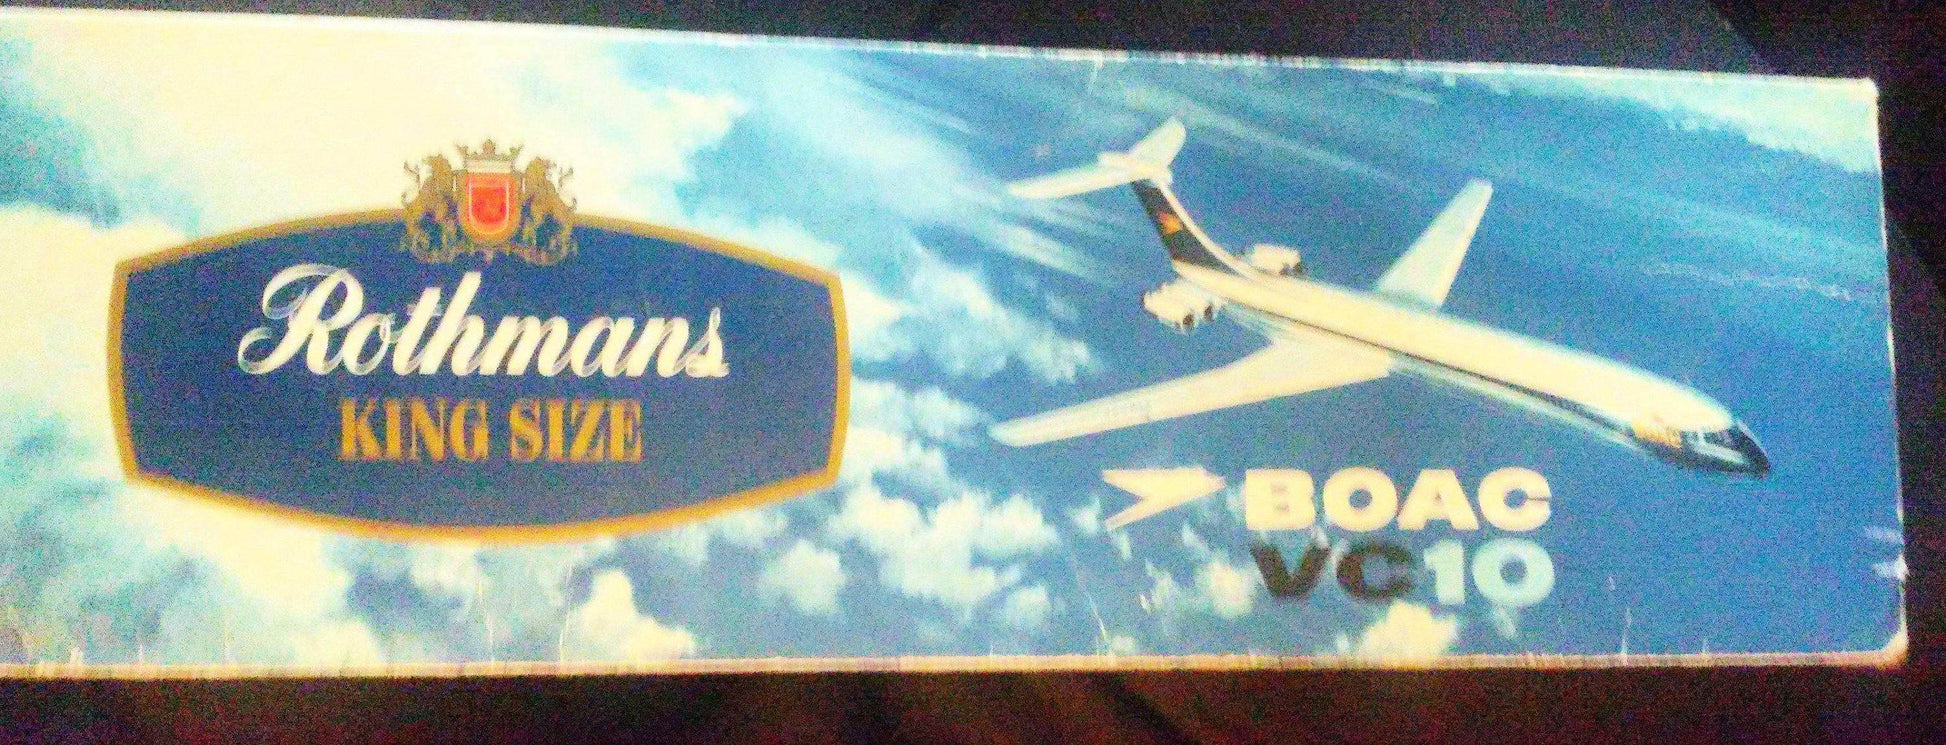 Rothmans
KING SIZE
BOAC
VC10